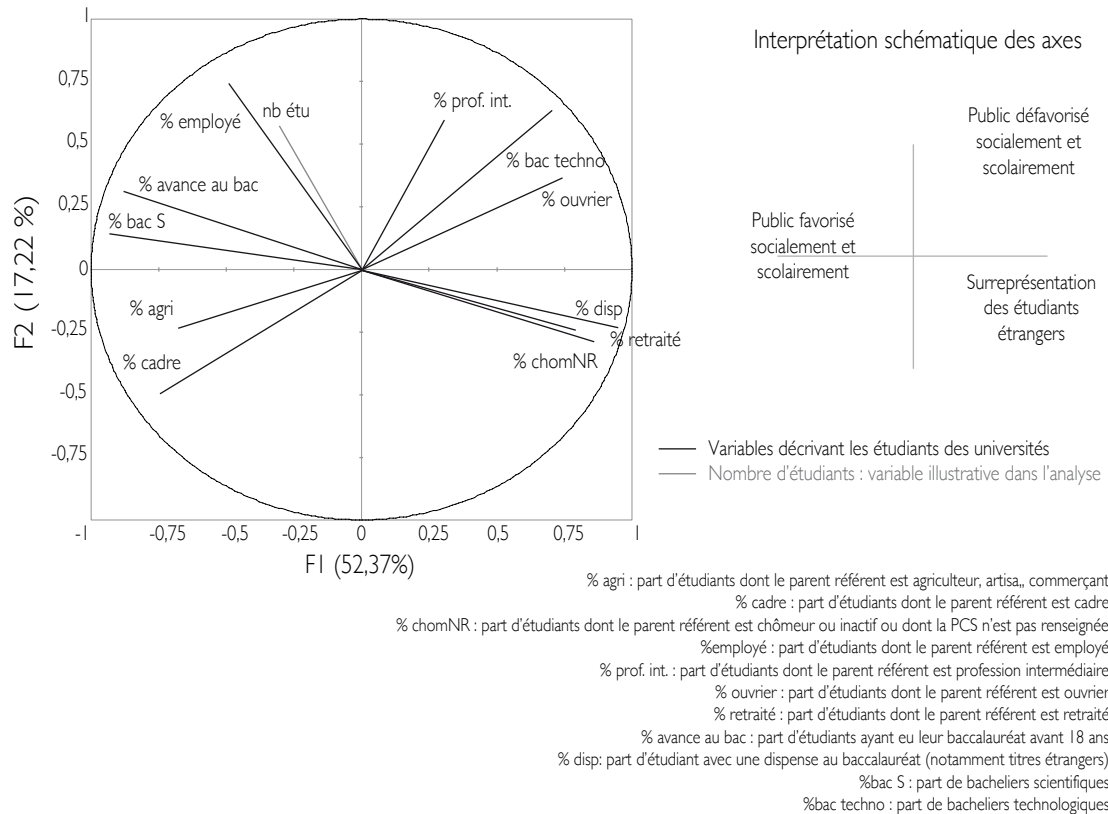 1
0,75
0,5
0,25
0
-0,25
-0,5
-0,75
F2 (17,22 %)
% employé
nb étu
% prof. int.
% bac techno
% avance au bac
% ouvrier
% bac S
% agri
% cadre
% disp
% retraité
% chomNR
-1
-0,75
-0,5
-0,25
0
0,25
0,5
0,75
1
F1 (52,37%)
Interprétation schématique des axes
Public défavorisé
socialement et
scolairement
Public favorisé
socialement et
scolairement
Surreprésentation
des étudiants
étrangers
Variables décrivant les étudiants des universités
Nombre d'étudiants : variable illustrative dans l'analyse
% agri : part d'étudiants dont le parent référent est agriculteur, artisa,, commerçant
% cadre : part d'étudiants dont le parent référent est cadre
% chomNR : part d'étudiants dont le parent référent est chômeur ou inactif ou dont la PCS n'est pas renseignée
%employé : part d'étudiants dont le parent référent est employé
% prof. int. : part d'étudiants dont le parent référent est profession intermédiaire
% ouvrier : part d'étudiants dont le parent référent est ouvrier
% retraité : part d'étudiants dont le parent référent est retraité
% avance au bac : part d'étudiants ayant eu leur baccalauréat avant 18 ans
% disp: part d'étudiant avec une dispense au baccalauréat (notamment titres étrangers)
%bac S : part de bacheliers scientifiques
%bac techno : part de bacheliers technologiques